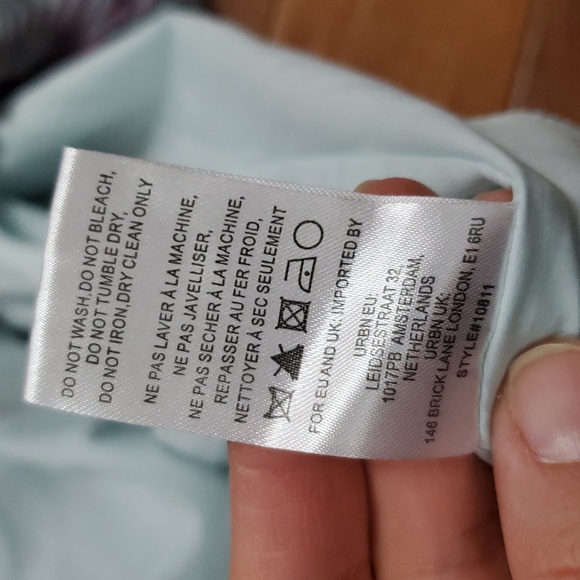 DO NOT WASH,DO NOT BLEACH,
DO NOT TUMBLE DRY,
DO NOT IRON,DRY CLEAN ONLY
NE PAS LAVER À LA MACHINE,
NE PAS JAVELLISER,
NE PAS SECHER À LA MACHINE,
REPASSER AU FER FROID,
NETTOYER À SEC SEULEMENT
FOR EU AND UK, IMPORTED BY
URBN EU:
LEIDSESTRAAT 32,
1017PB AMSTERDAM,
NETHERLANDS
URBN UK:
146 BRICK LANE LONDON, E1 6RU
STYLE#10811